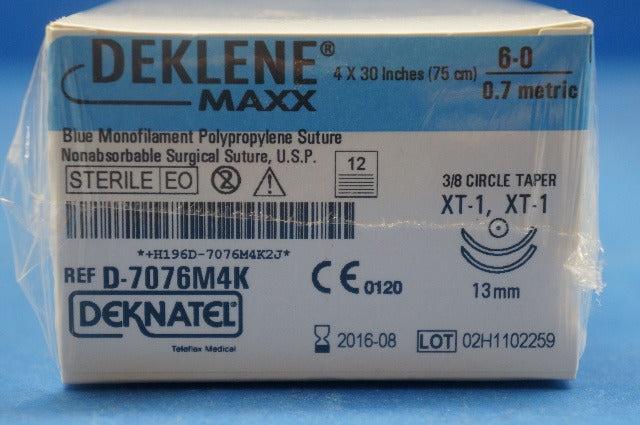 DEKLENE®
MAXX
4 X 30 Inches (75 cm)
6-0
0.7 metric
Blue Monofilament Polypropylene Suture
Nonabsorbable Surgical Suture, U.S.P.
STERILE EO
2
12
3/8 CIRCLE TAPER
XT-1, XT-1
*+H196D-7076M4K2J*
REF D-7076M4K
CE 0120
13mm
DEKNATEL
Teleflex Medical
2016-08
LOT 02H1102259